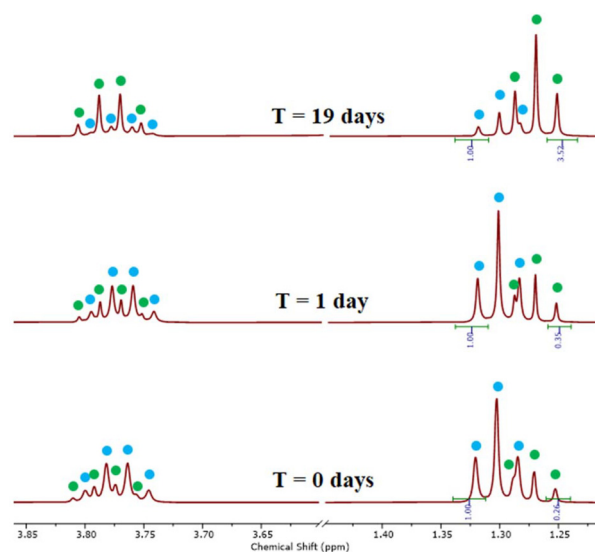 T = 19 days
1.00
3.52
T = 1 day
1.00
0.35
T = 0 days
1.00
0.26
3.85 3.80 3.75 3.70 3.65 1.40 1.35 1.30 1.25
Chemical Shift (ppm)